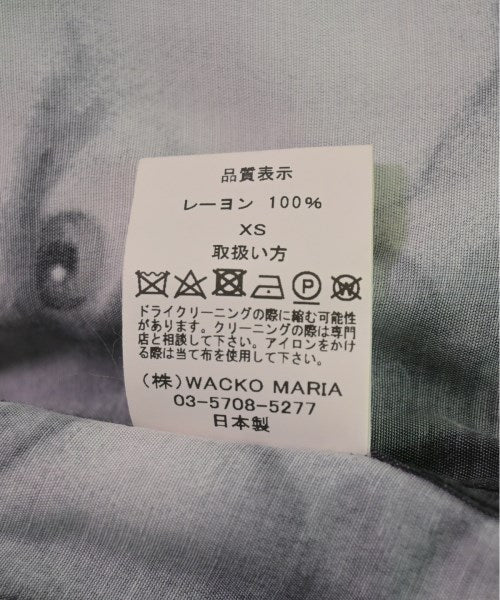 品質表示
レーヨン 100%
XS
取扱い方
P W
ドライクリーニングの際に縮む可能性
があります。クリーニングの際は専門
店と相談して下さい。アイロンをかけ
る際は当て布を使用して下さい。
(株)WACKO MARIA
03-5708-5277
日本製